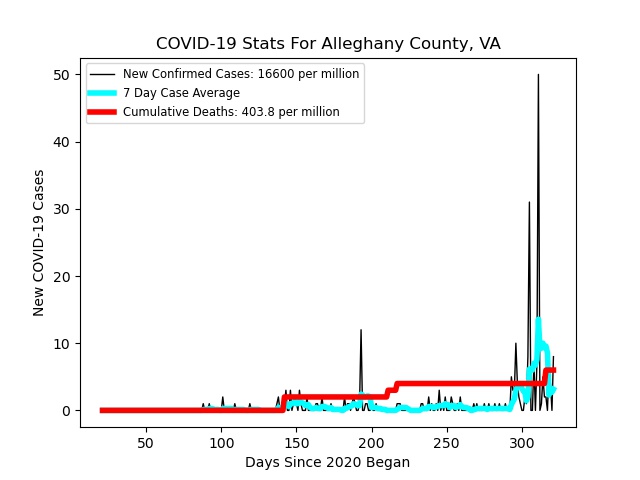 COVID-19 Stats For Alleghany County, VA
New Confirmed Cases: 16600 per million
7 Day Case Average
Cumulative Deaths: 403.8 per million
New COVID-19 Cases
50
40
30
20
10
0
50 100 150 200 250 300
Days Since 2020 Began